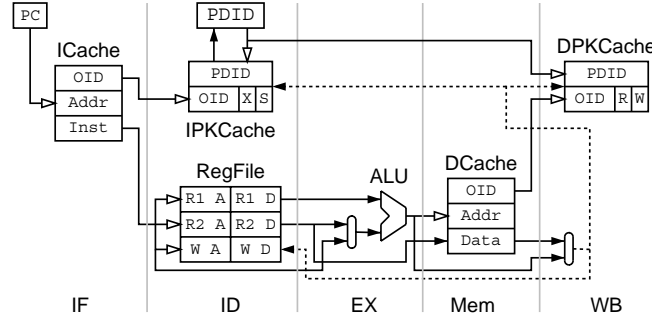 PC
PDID
ICache
DPKCache
OID
PDID
PDID
Addr
OID X S
OID R W
Inst
IPKCache
RegFile
ALU
DCache
R1 A R1 D
OID
R2 A R2 D
Addr
W A W D
Data
IF ID EX Mem WB